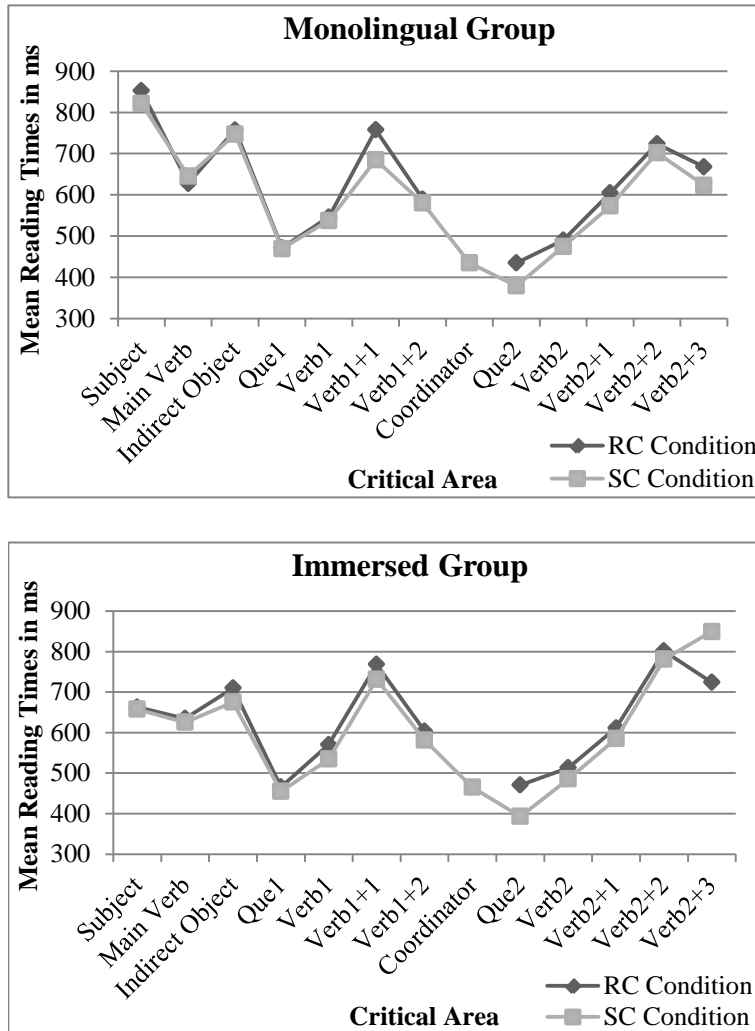 Monolingual Group
Mean Reading Times in ms
900
800
700
600
500
400
300
Subject
Main Verb
Indirect Object
Que1
Verb1
Verb1+1
Verb1+2
Coordinator
Que2
Verb2
Verb2+1
Verb2+2
Verb2+3
RC Condition
Critical Area
SC Condition
Immersed Group
Mean Reading Times in ms
900
800
700
600
500
400
300
Subject
Main Verb
Indirect Object
Que1
Verb1
Verb1+1
Verb1+2
Coordinator
Que2
Verb2
Verb2+1
Verb2+2
Verb2+3
RC Condition
Critical Area
SC Condition